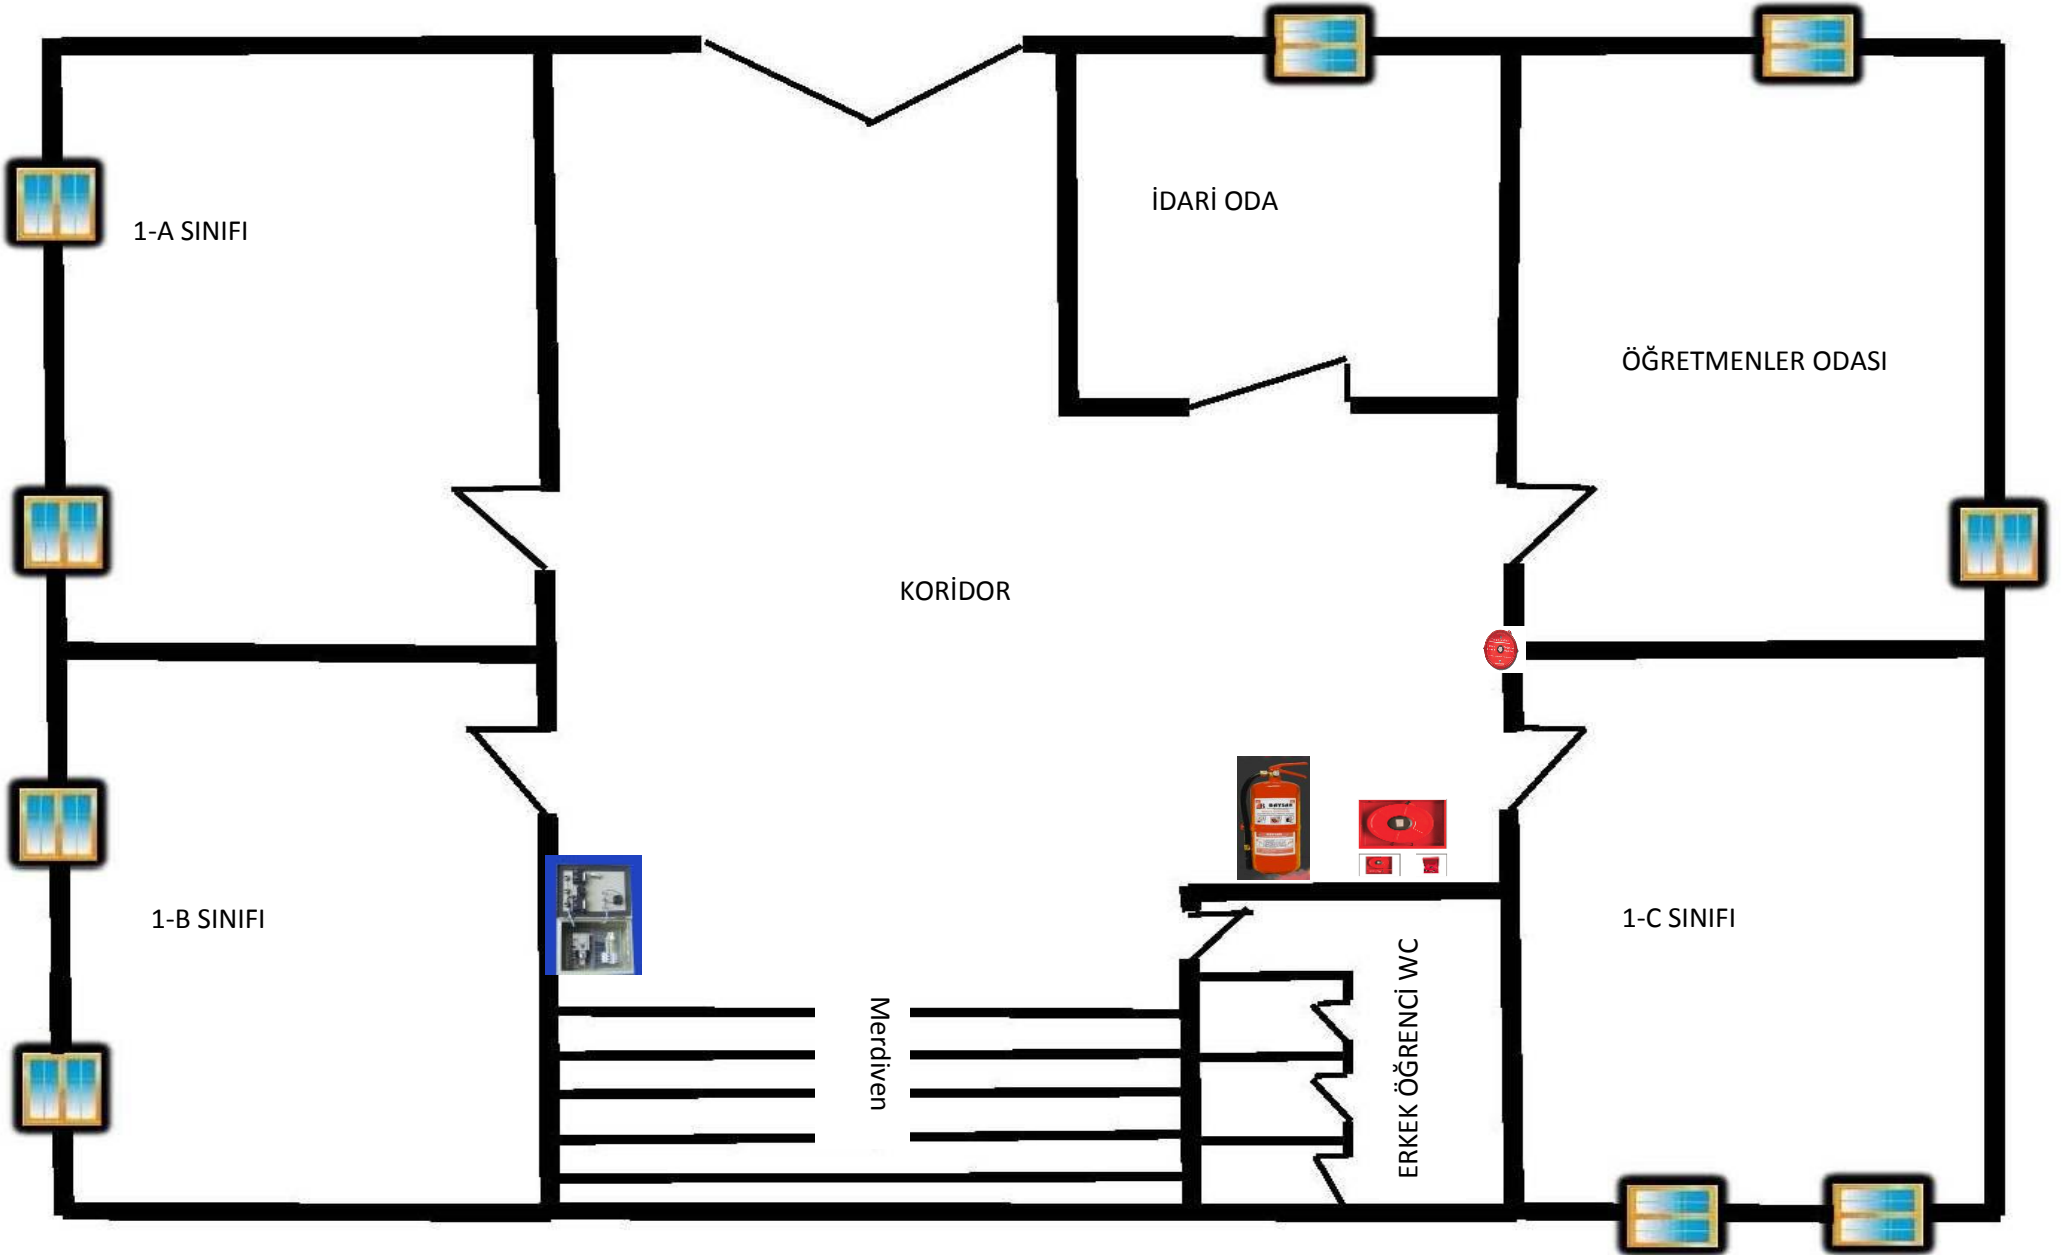 İDARİ ODA
1-A SINIFI
ÖĞRETMENLER ODASI
KORİDOR
1-B SINIFI
1-C SINIFI
Merdiven
ERKEK ÖĞRENCİ WC